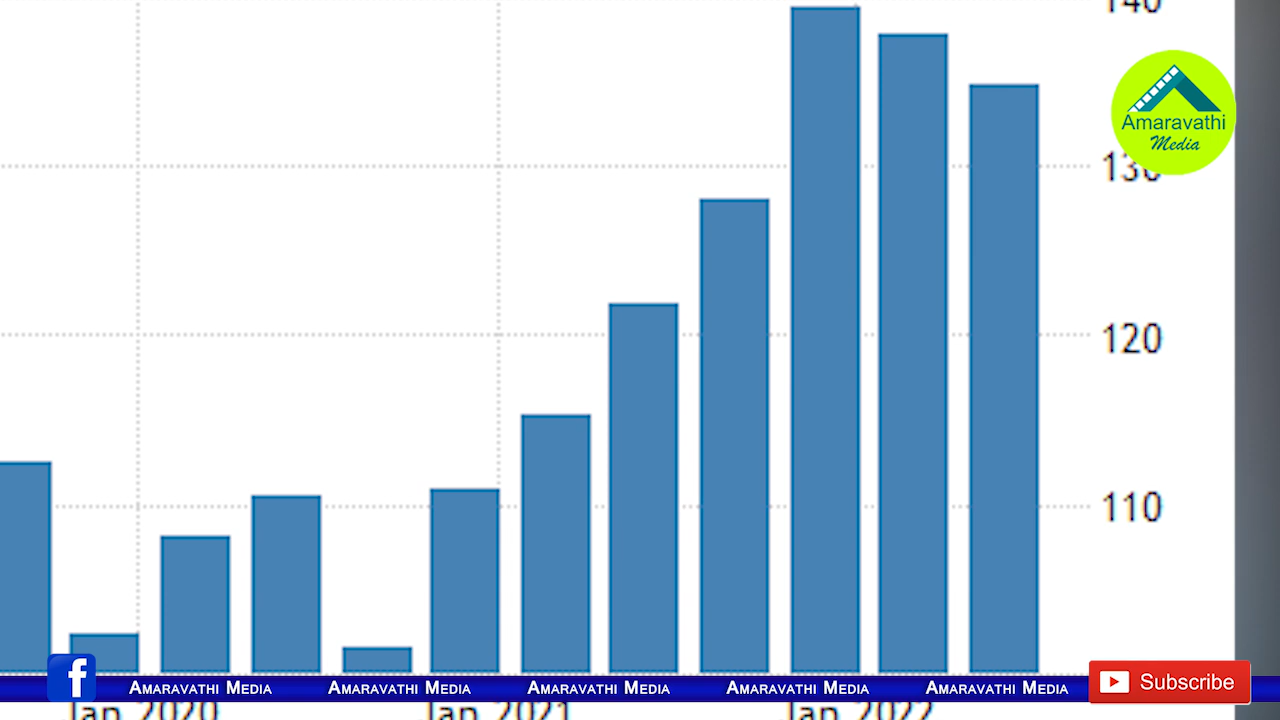 140
Amaravathi
Media
130
120
110
AMARAVATHI MEDIA AMARAVATHI MEDIA AMARAVATHI MEDIA AMARAVATHI MEDIA AMARAVATHI MEDIA
Subscribe
Jan 2020 Jan 2021 Jan 2022